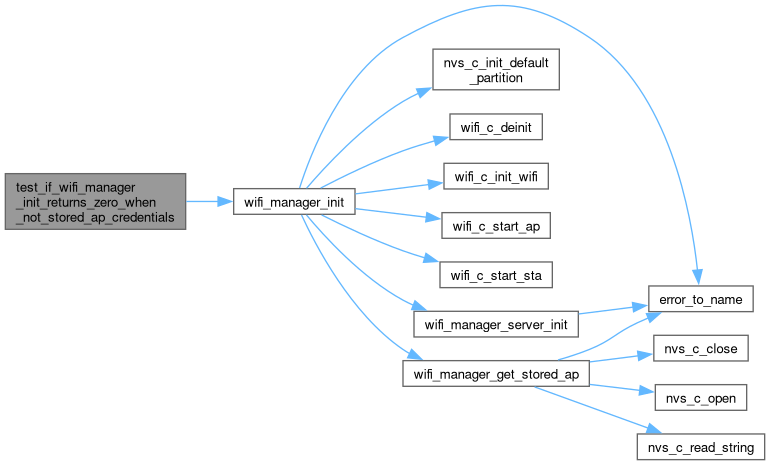 test_if_wifi_manager
_init_returns_zero_when
_not_stored_ap_credentials
wifi_manager_init
nvs_c_init_default
_partition
wifi_c_deinit
wifi_c_init_wifi
wifi_c_start_ap
wifi_c_start_sta
wifi_manager_server_init
wifi_manager_get_stored_ap
error_to_name
nvs_c_close
nvs_c_open
nvs_c_read_string